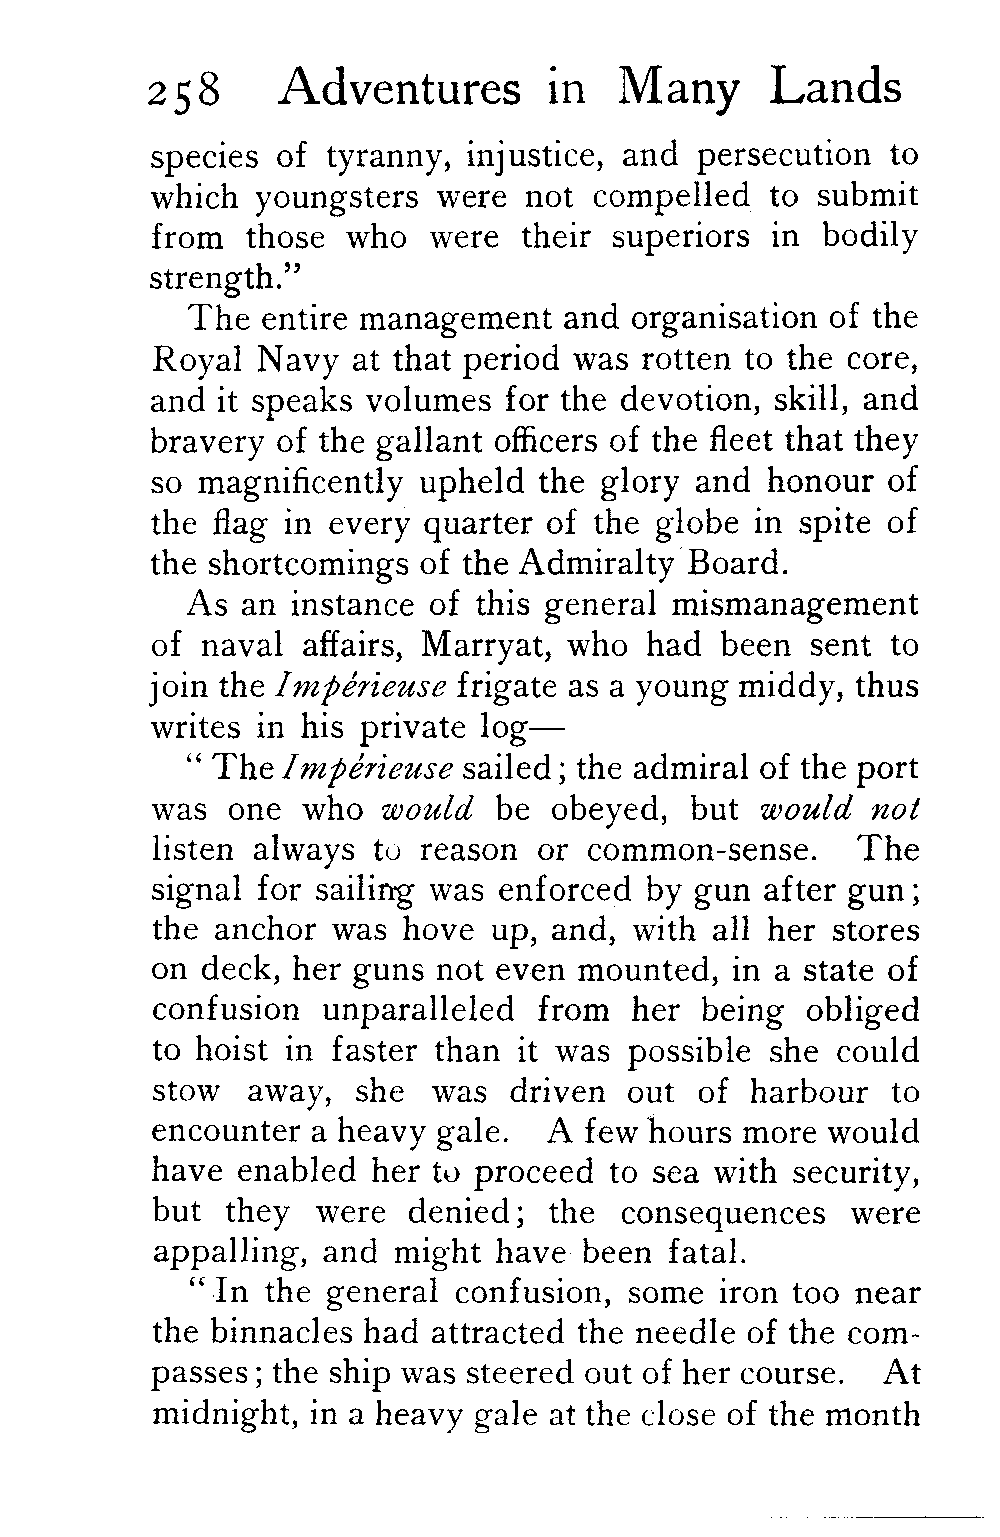 258 Adventures in Many Lands
species of tyranny, injustice, and persecution to
which youngsters were not compelled to submit
from those who were their superiors in bodily
strength.”
The entire management and organisation of the
Royal Navy at that period was rotten to the core,
and it speaks volumes for the devotion, skill, and
bravery of the gallant officers of the fleet that they
so magnificently upheld the glory and honour of
the flag in every quarter of the globe in spite of
the shortcomings of the Admiralty Board.
As an instance of this general mismanagement
of naval affairs, Marryat, who had been sent to
join the Impérieuse frigate as a young middy, thus
writes in his private log—
“ The Impérieuse sailed ; the admiral of the port
was one who would be obeyed, but would not
listen always to reason or common-sense. The
signal for sailing was enforced by gun after gun ;
the anchor was hove up, and, with all her stores
on deck, her guns not even mounted, in a state of
confusion unparalleled from her being obliged
to hoist in faster than it was possible she could
stow away, she was driven out of harbour to
encounter a heavy gale. A few hours more would
have enabled her to proceed to sea with security,
but they were denied ; the consequences were
appalling, and might have been fatal.
“ In the general confusion, some iron too near
the binnacles had attracted the needle of the com-
passes ; the ship was steered out of her course. At
midnight, in a heavy gale at the close of the month